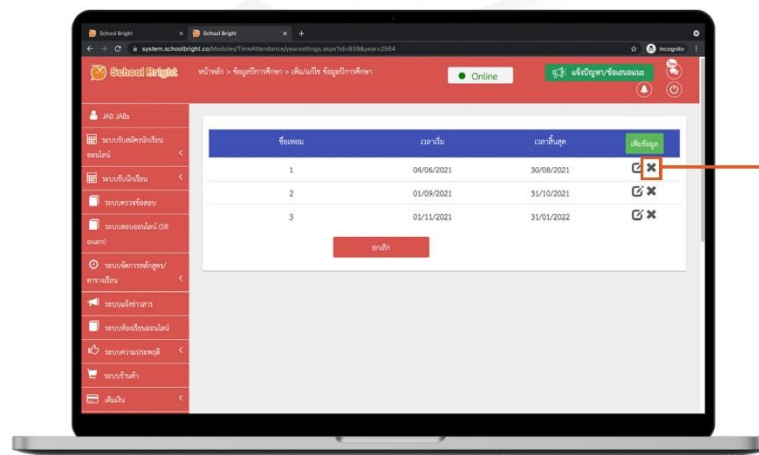 School Bright
School Bright
system.schoolbright.co/Modules/TimeAttendance/yearsettings.aspx?id=939&year=2564
Incognito
School Bright
หน้าหลัก > ข้อมูลปีการศึกษา > เพิ่ม/แก้ไข ข้อมูลปีการศึกษา
Online
แจ้งปัญหา/ข้อเสนอแนะ
JAB JABs
ระบบรับสมัครนักเรียน
ออนไลน์
ระบบรับนักเรียน
ระบบตรวจข้อสอบ
ระบบสอบออนไลน์ (SB
exam)
ระบบจัดการหลักสูตร/
ตารางเรียน
ระบบแจ้งข่าวสาร
ระบบห้องเรียนออนไลน์
ระบบความประพฤติ
ระบบร้านค้า
เติมเงิน
ชื่อเทอม เวลาเริ่ม เวลาสิ้นสุด เพิ่มข้อมูล
1 04/06/2021 30/08/2021
2 01/09/2021 31/10/2021
3 01/11/2021 31/01/2022
ยกเลิก